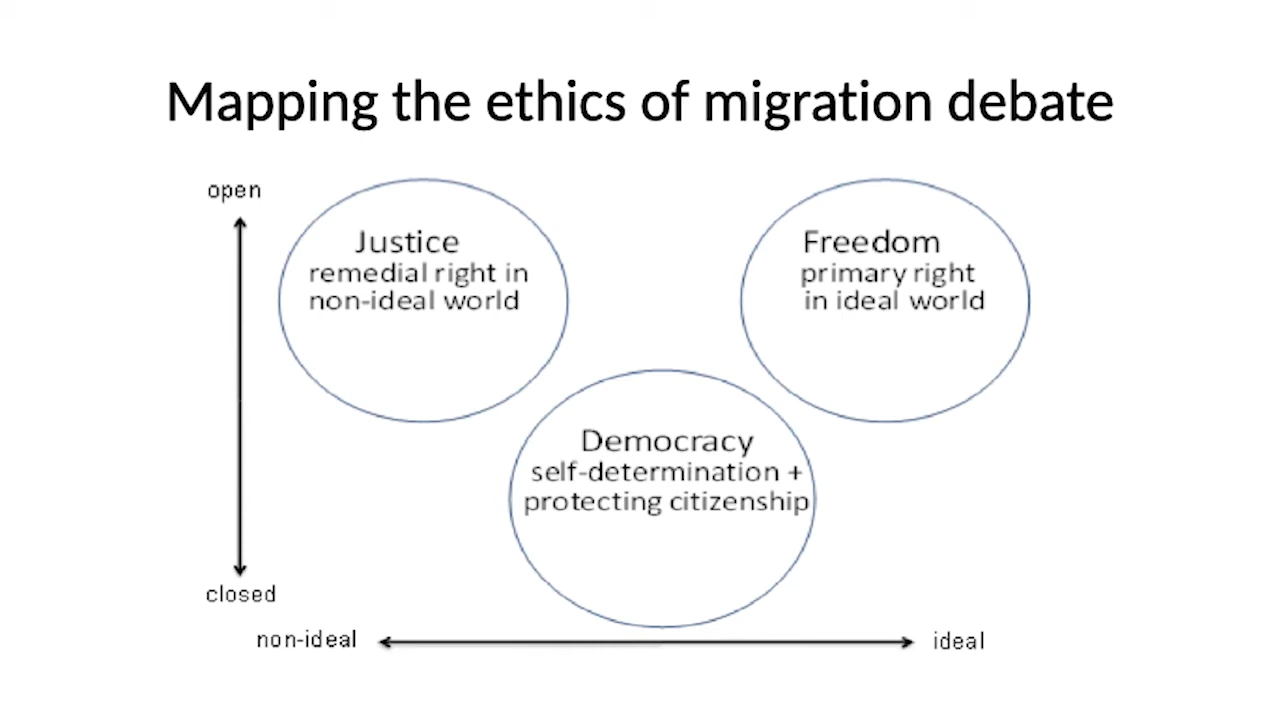 Mapping the ethics of migration debate
open
Justice
remedial right in
non-ideal world
Freedom
primary right
in ideal world
Democracy
self-determination +
protecting citizenship
closed
non-ideal
ideal